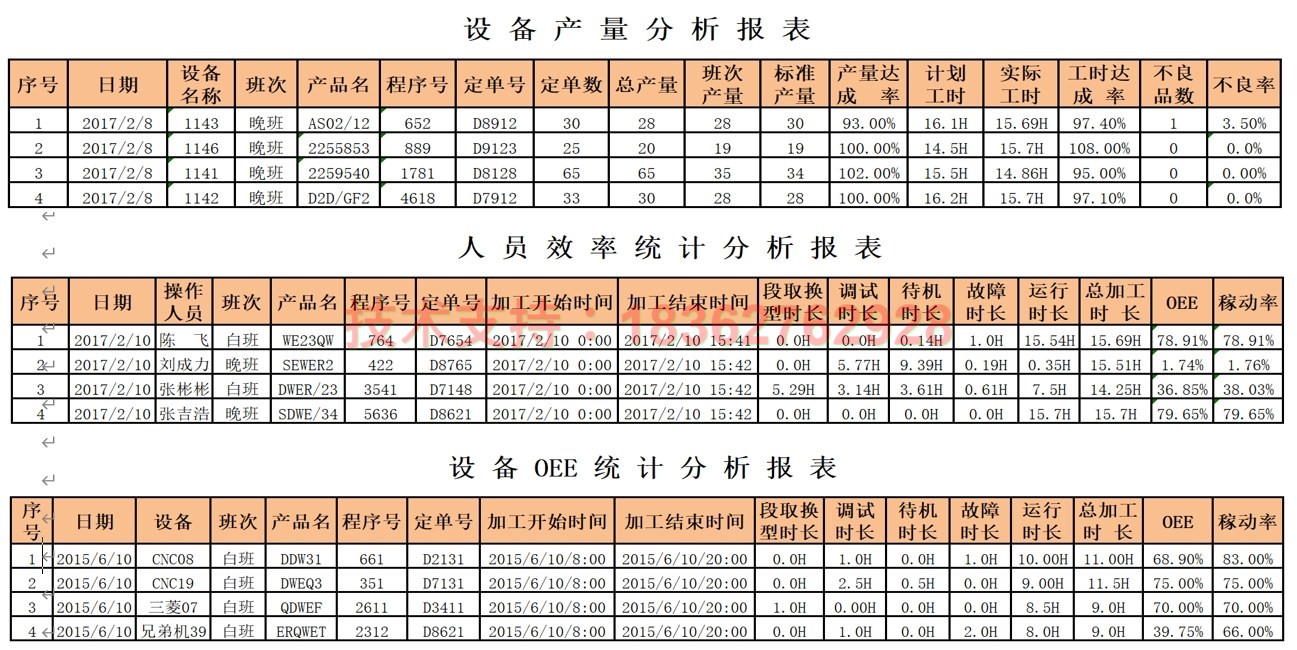 设备产量分析报表
序号 日期 设备名称 班次 产品名 程序号 定单号 定单数 总产量 班次产量 标准产量 产量达成率 计划工时 实际工时 工时达成率 不良品数 不良率
1 2017/2/8 1143 晚班 AS02/12 652 D8912 30 28 28 30 93.00% 16.1H 15.69H 97.40% 1 3.50%
2 2017/2/8 1146 晚班 2255853 889 D9123 25 20 19 19 100.00% 14.5H 15.7H 108.00% 0 0.0%
3 2017/2/8 1141 晚班 2259540 1781 D8128 65 65 35 34 102.00% 15.5H 14.86H 95.00% 0 0.00%
4 2017/2/8 1142 晚班 D2D/GF2 4618 D7912 33 30 28 28 100.00% 16.2H 15.7H 97.10% 0 0.0%
人员效率统计分析报表
序号 日期 操作人员 班次 产品名 程序号 定单号 加工开始时间 加工结束时间 段取换型时长 调试时长 待机时长 故障时长 运行时长 总加工时长 OEE 稼动率
技术支持：18362762928
1 2017/2/10 陈飞 白班 WE23QW 764 D7654 2017/2/10 0:00 2017/2/10 15:41 0.0H 0.0H 0.14H 1.0H 15.54H 15.69H 78.91% 78.91%
2 2017/2/10 刘成力 晚班 SEWER2 422 D8765 2017/2/10 0:00 2017/2/10 15:42 0.0H 5.77H 9.39H 0.19H 0.35H 15.51H 1.74% 1.76%
3 2017/2/10 张彬彬 白班 DWER/23 3541 D7148 2017/2/10 0:00 2017/2/10 15:42 5.29H 3.14H 3.61H 0.61H 7.5H 14.25H 36.85% 38.03%
4 2017/2/10 张吉浩 晚班 SDWE/34 5636 D8621 2017/2/10 0:00 2017/2/10 15:42 0.0H 0.0H 0.0H 0.0H 15.7H 15.7H 79.65% 79.65%
设备OEE统计分析报表
序号 日期 设备 班次 产品名 程序号 定单号 加工开始时间 加工结束时间 段取换型时长 调试时长 待机时长 故障时长 运行时长 总加工时长 OEE 稼动率
1 2015/6/10 CNC08 白班 DDW31 661 D2131 2015/6/10/8:00 2015/6/10/20:00 0.0H 1.0H 0.0H 1.0H 10.00H 11.00H 68.90% 83.00%
2 2015/6/10 CNC19 白班 DWEQ3 351 D7131 2015/6/10/8:00 2015/6/10/20:00 0.0H 2.5H 0.5H 0.0H 9.00H 11.5H 75.00% 75.00%
3 2015/6/10 三菱07 白班 QDWEF 2611 D3411 2015/6/10/8:00 2015/6/10/20:00 1.0H 0.00H 0.0H 0.0H 8.5H 9.0H 70.00% 70.00%
4 2015/6/10 兄弟机39 白班 ERQWET 2312 D8621 2015/6/10/8:00 2015/6/10/20:00 0.0H 1.0H 0.0H 2.0H 8.0H 9.0H 39.75% 66.00%